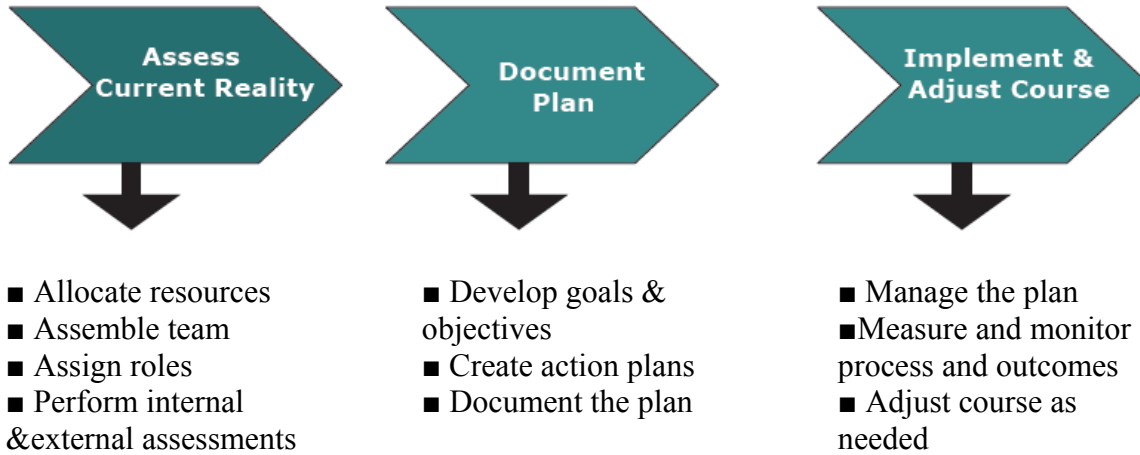 Assess
Current Reality
■ Allocate resources
■ Assemble team
■ Assign roles
■ Perform internal
&external assessments
Document
Plan
■ Develop goals &
objectives
■ Create action plans
■ Document the plan
Implement &
Adjust Course
■ Manage the plan
■Measure and monitor
process and outcomes
■ Adjust course as
needed